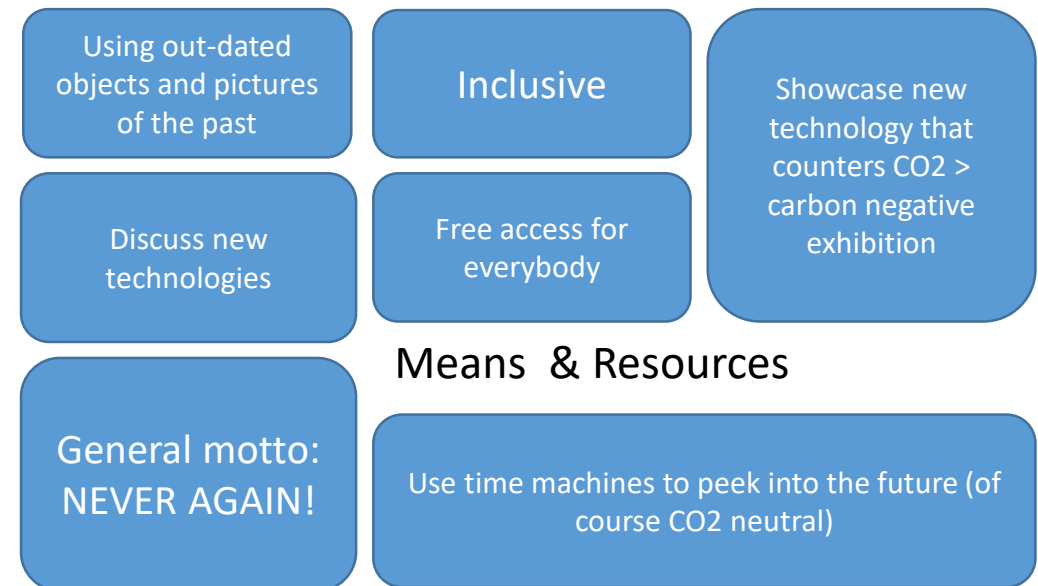 Using out-dated
objects and pictures
of the past
Inclusive
Showcase new
technology that
counters CO2 >
carbon negative
exhibition
Discuss new
technologies
Free access for
everybody
Means & Resources
General motto:
NEVER AGAIN!
Use time machines to peek into the future (of
course CO2 neutral)